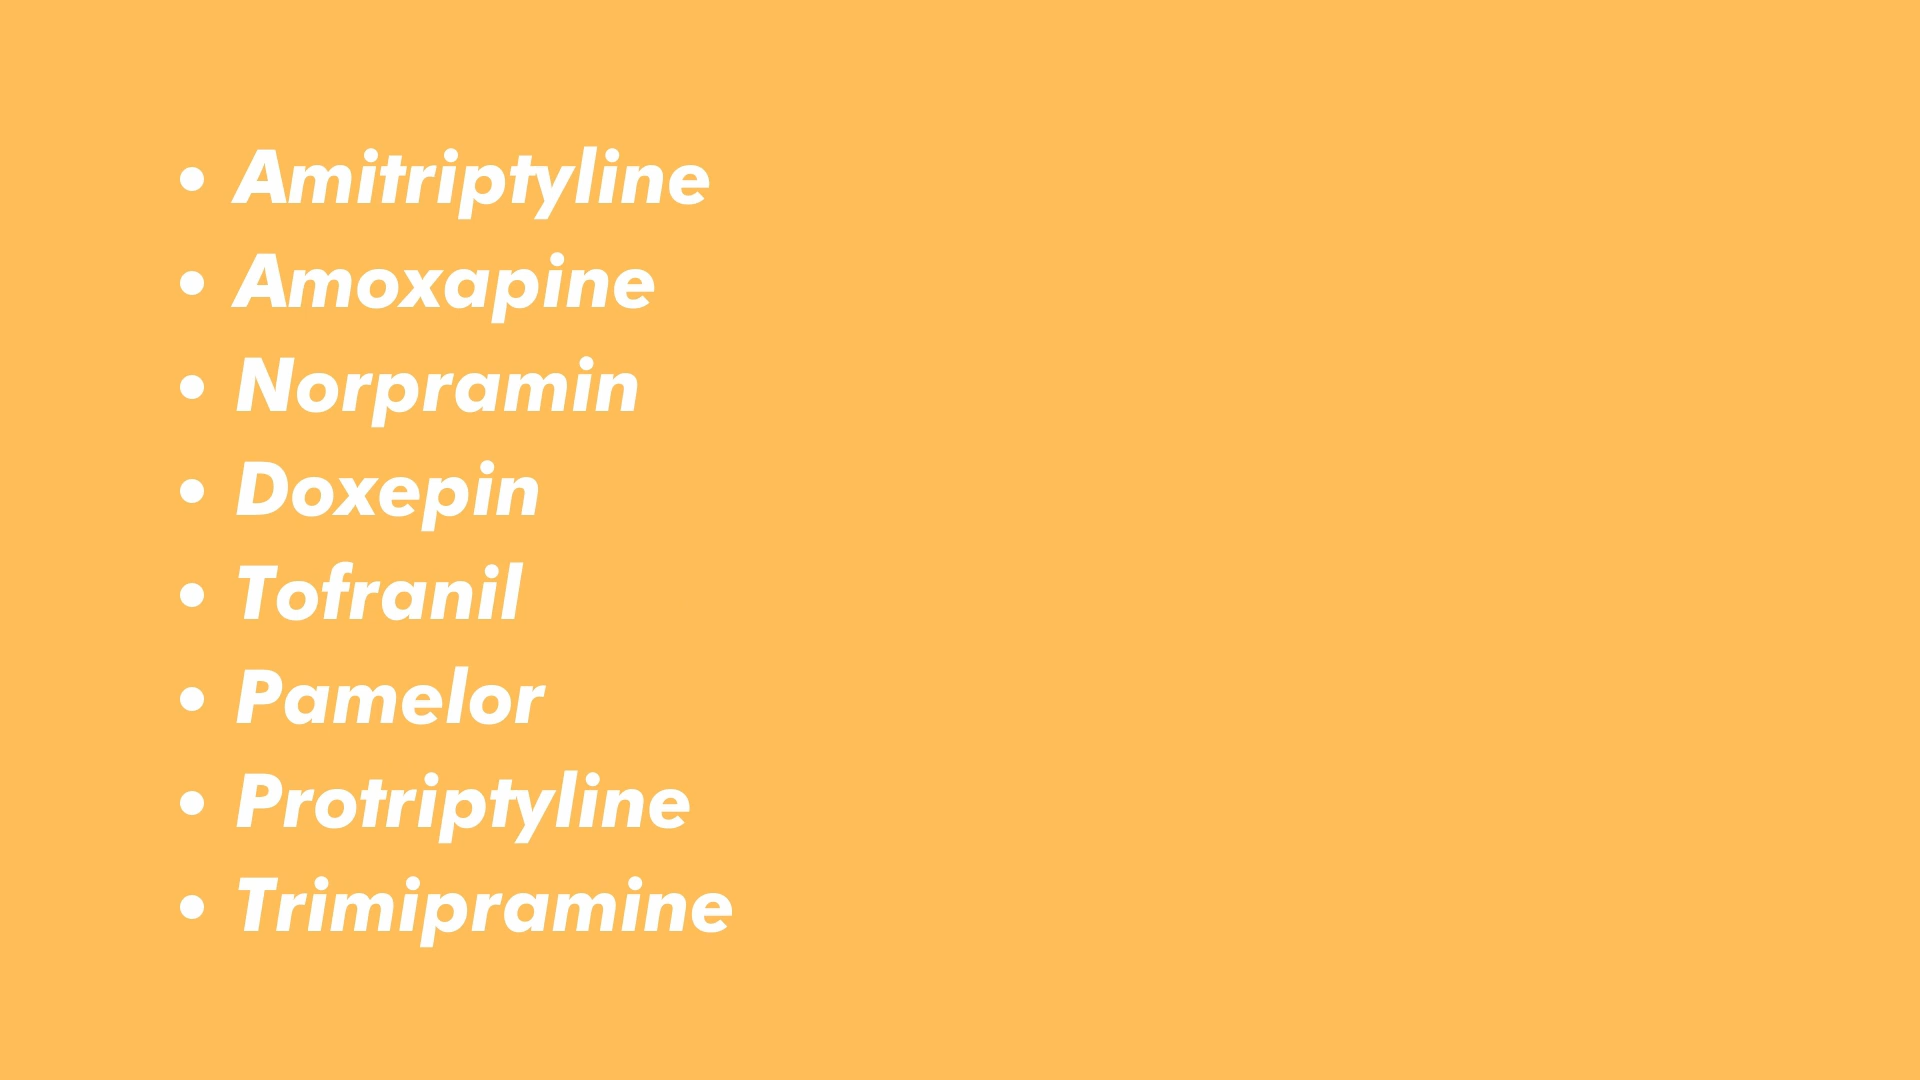 • Amitriptyline
• Amoxapine
• Norpramin
• Doxepin
• Tofranil
• Pamelor
• Protriptyline
• Trimipramine